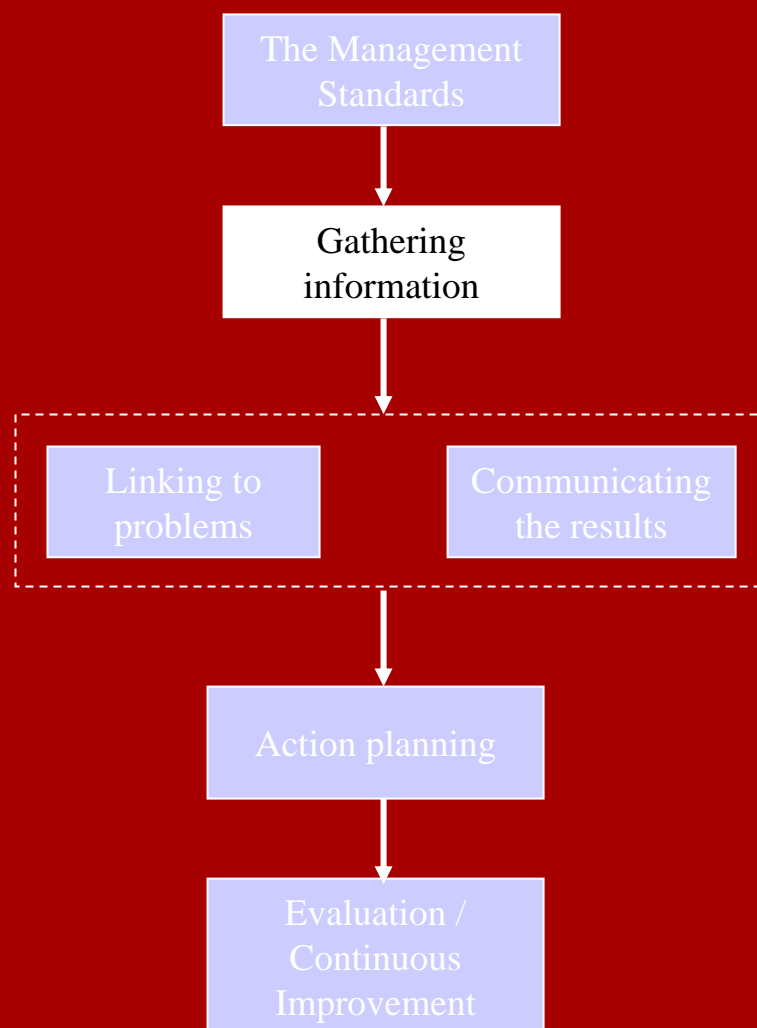 The Management
Standards
Gathering
information
Linking to
problems
Communicating
the results
Action planning
Evaluation /
Continuous
Improvement